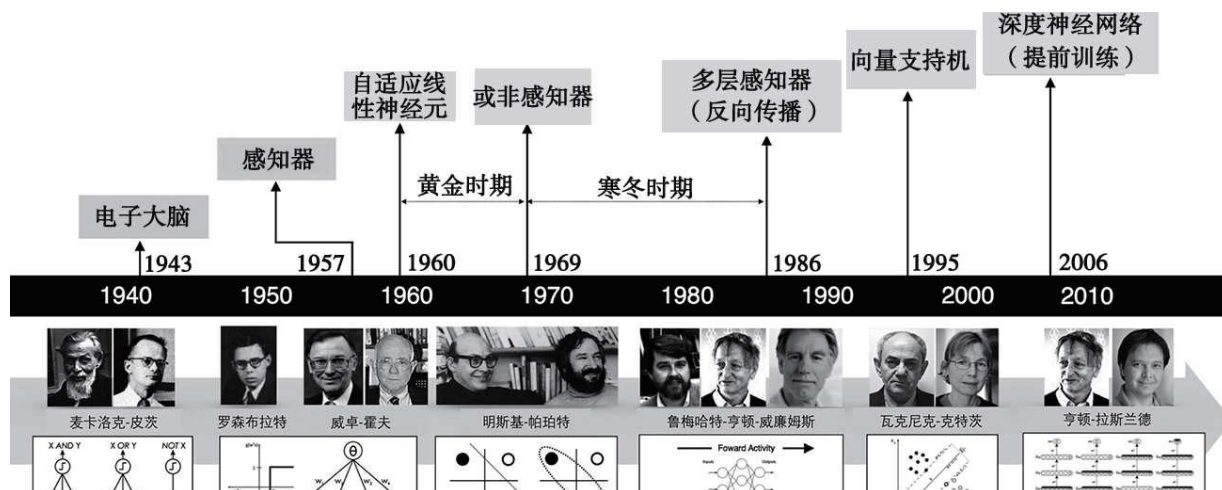 深度神经网络
（提前训练）
向量支持机
多层感知器
（反向传播）
自适应线
性神经元
或非感知器
感知器
电子大脑
黄金时期
寒冬时期
1943
1957
1960
1969
1986
1995
2006
1940
1950
1960
1970
1980
1990
2000
2010
麦卡洛克-皮茨
罗森布拉特
威卓-霍夫
明斯基-帕珀特
鲁梅哈特-亨顿-威廉姆斯
瓦克尼克-克特茨
亨顿-拉斯兰德
X AND Y
X OR Y
NOT X
θ
Foward Activity